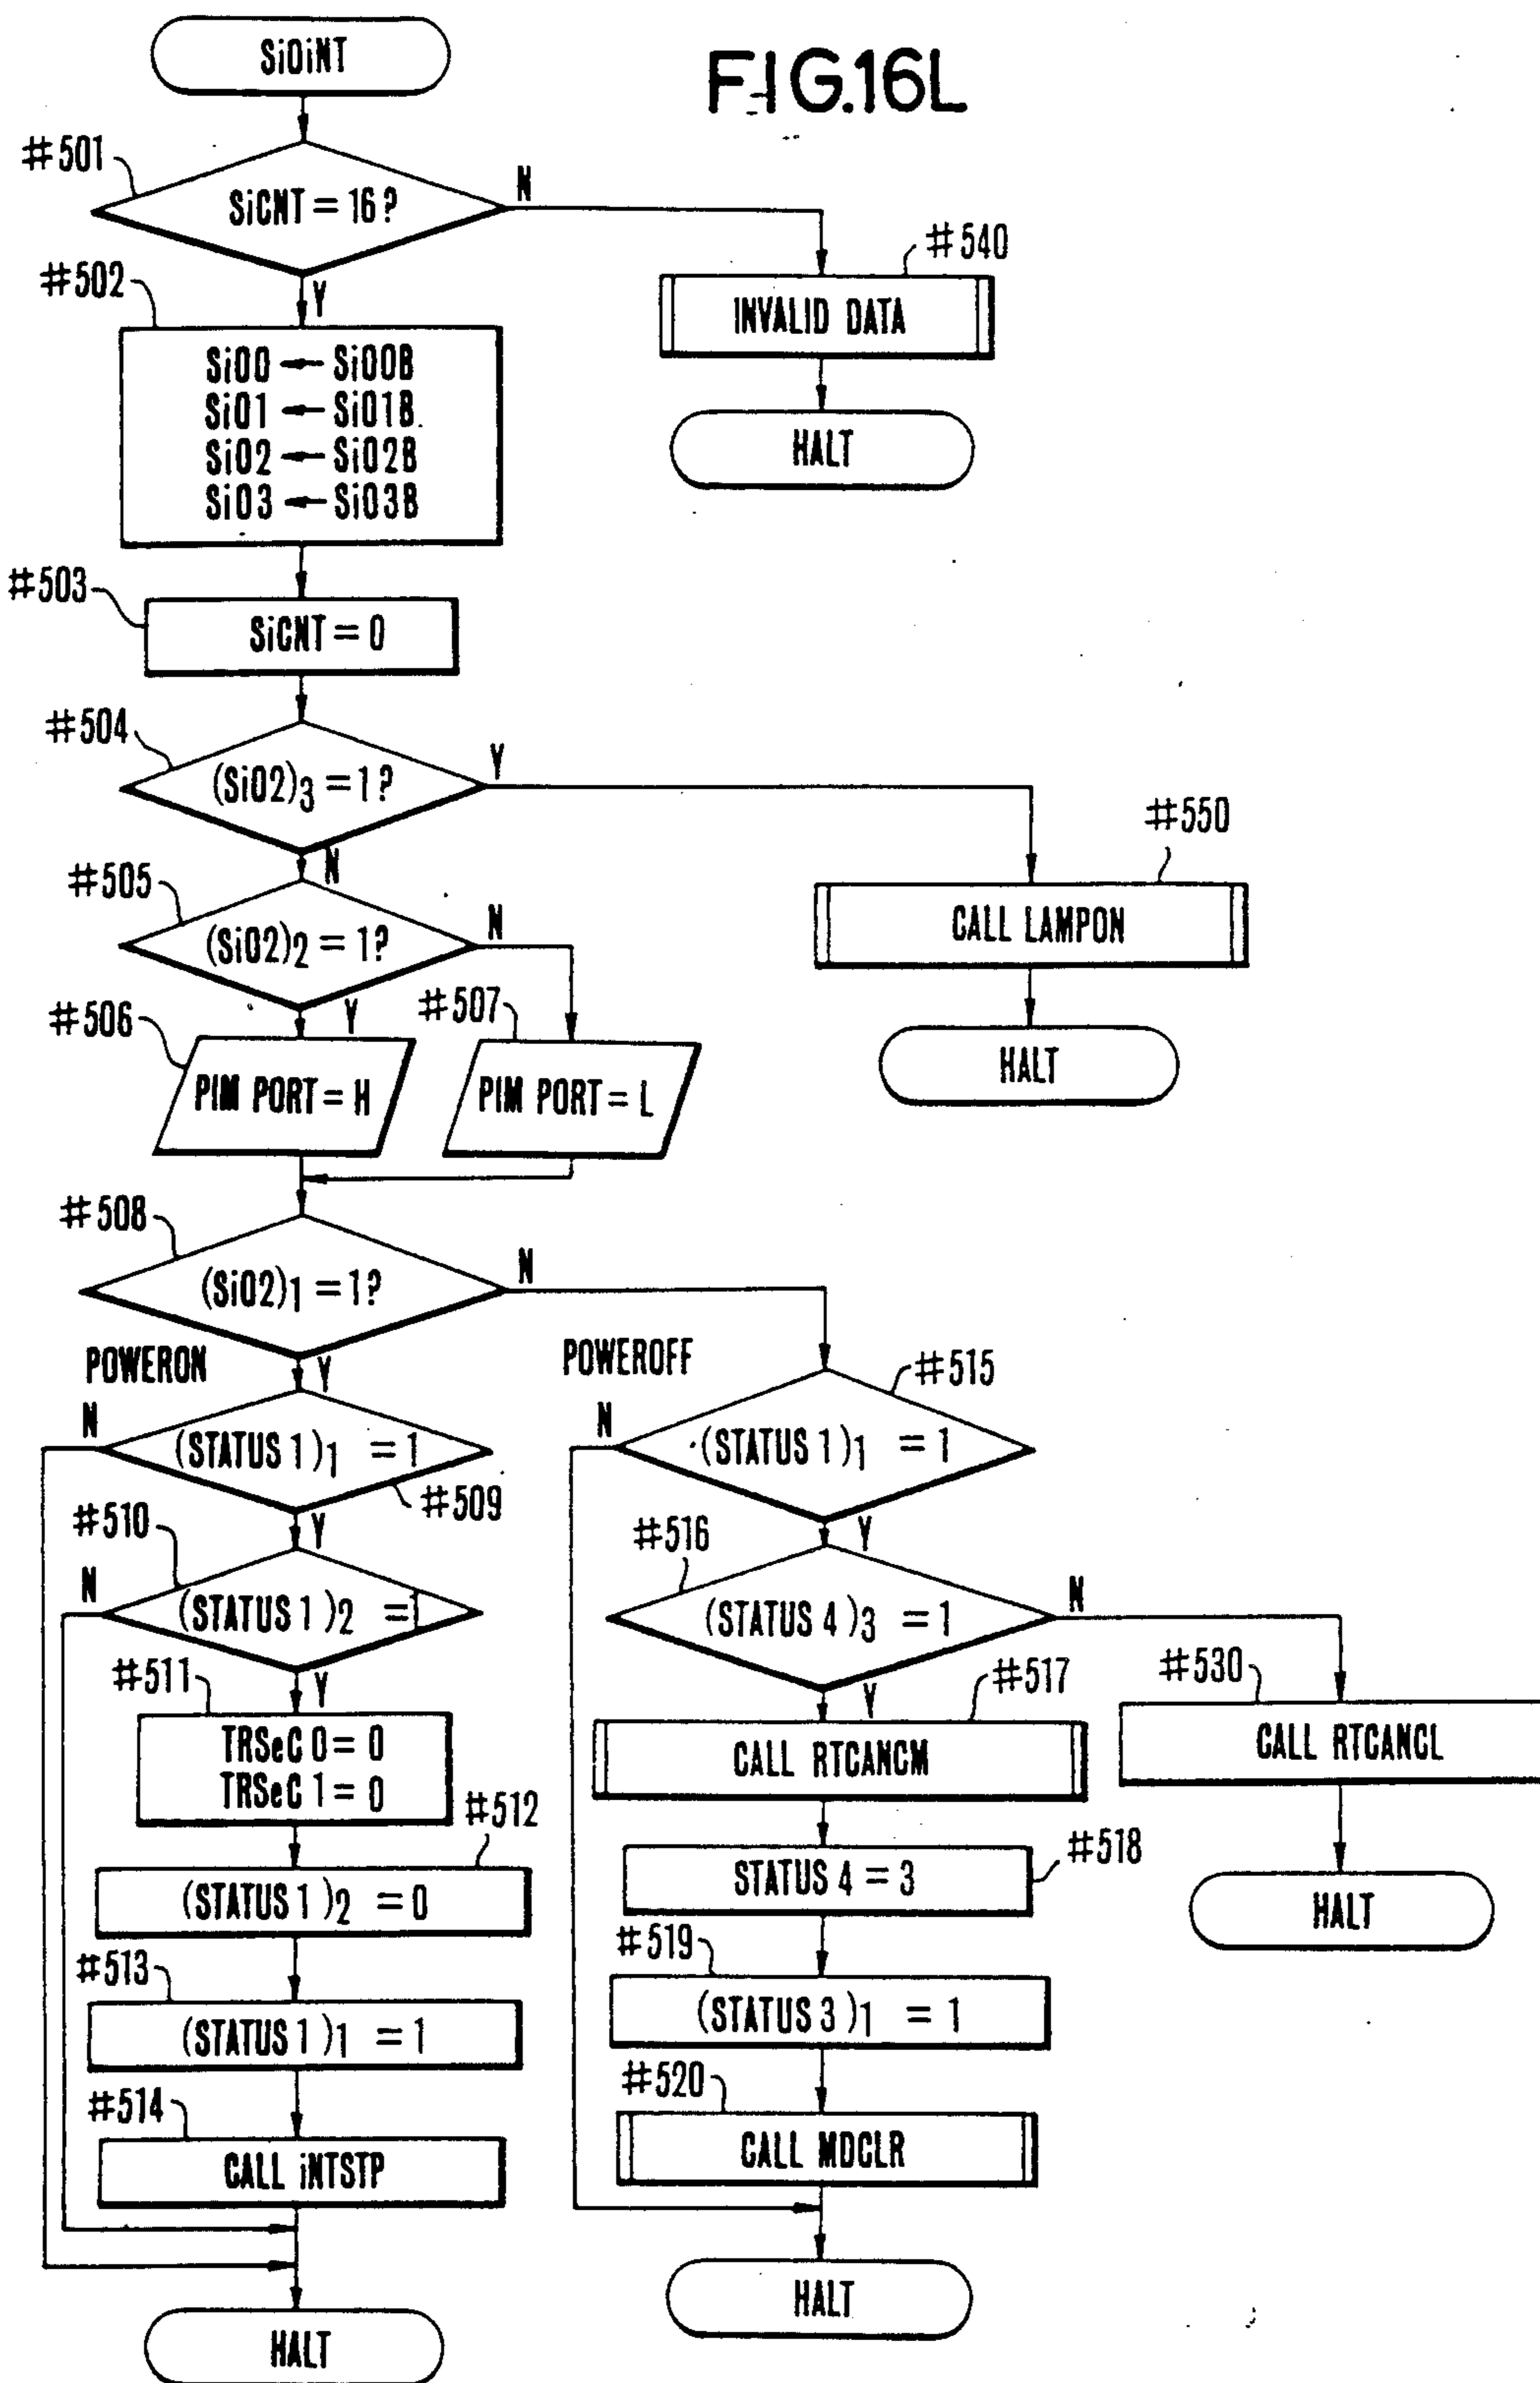 SiOiNT
FIG.16L
#501
SiCNT = 16?
N
#540
#502
Y
INVALID DATA
SiO0 ← SiO0B
SiO1 ← SiO1B
SiO2 ← SiO2B
SiO3 ← SiO3B
HALT
#503
SiCNT = 0
#504
(SiO2)3 = 1?
Y
#550
N
#505
(SiO2)2 = 1?
N
CALL LAMPON
#506
Y
#507
HALT
PIM PORT = H
PIM PORT = L
#508
(SiO2)1 = 1?
N
POWERON
Y
POWEROFF
#515
N
(STATUS 1)1 = 1
N
(STATUS 1)1 = 1
#509
#510
Y
#516
Y
N
(STATUS 1)2 = 1
(STATUS 4)3 = 1
N
#511
Y
#517
Y
#530
TRSeC 0 = 0
TRSeC 1 = 0
CALL RTCANCM
CALL RTCANCL
#512
(STATUS 1)2 = 0
#518
STATUS 4 = 3
HALT
#513
(STATUS 1)1 = 1
#519
(STATUS 3)1 = 1
#514
CALL iNTSTP
#520
CALL MDCLR
HALT
HALT